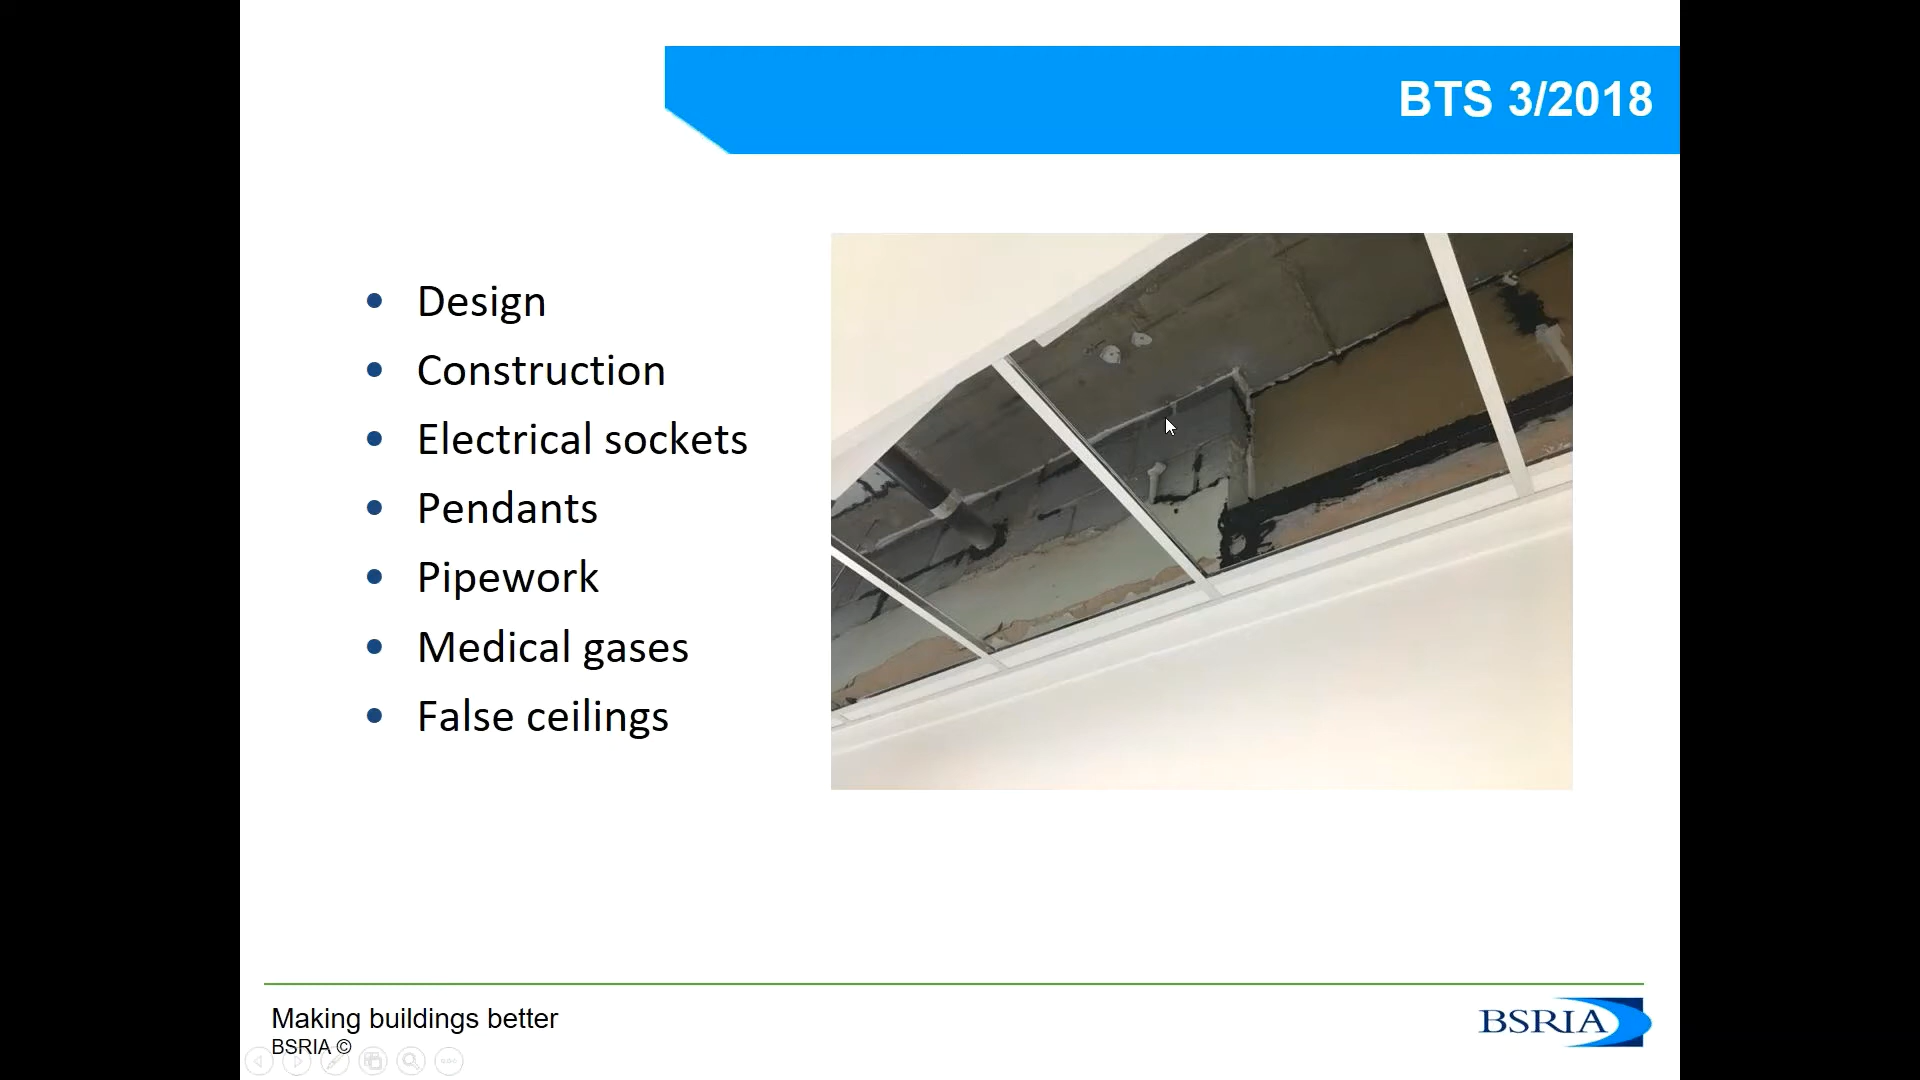 BTS 3/2018
Design
Construction
Electrical sockets
Pendants
Pipework
Medical gases
False ceilings
Making buildings better
BSRIA ©
BSRIA